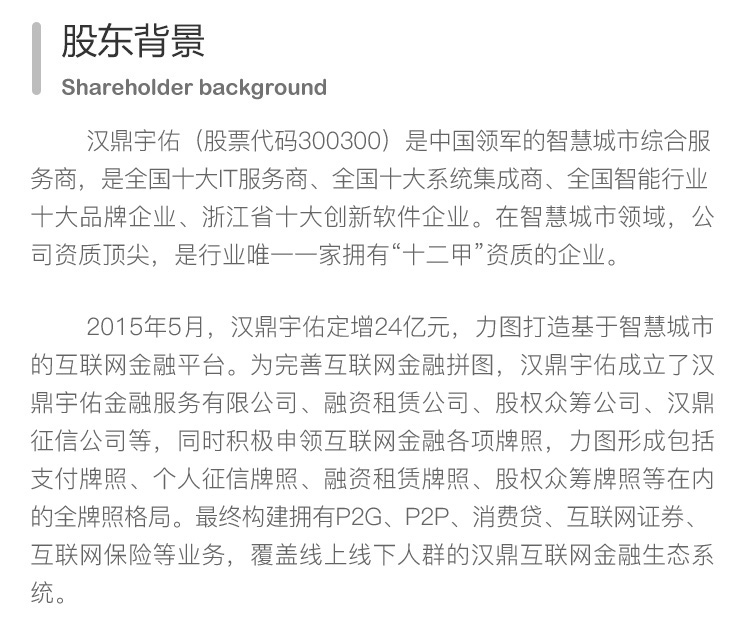 股东背景
Shareholder background
汉鼎宇佑（股票代码300300）是中国领军的智慧城市综合服
务商，是全国十大IT服务商、全国十大系统集成商、全国智能行业
十大品牌企业、浙江省十大创新软件企业。在智慧城市领域，公
司资质顶尖，是行业唯一一家拥有“十二甲”资质的企业。
2015年5月，汉鼎宇佑定增24亿元，力图打造基于智慧城市
的互联网金融平台。为完善互联网金融拼图，汉鼎宇佑成立了汉
鼎宇佑金融服务有限公司、融资租赁公司、股权众筹公司、汉鼎
征信公司等，同时积极申领互联网金融各项牌照，力图形成包括
支付牌照、个人征信牌照、融资租赁牌照、股权众筹牌照等在内
的全牌照格局。最终构建拥有P2G、P2P、消费贷、互联网证券、
互联网保险等业务，覆盖线上线下人群的汉鼎互联网金融生态系
统。